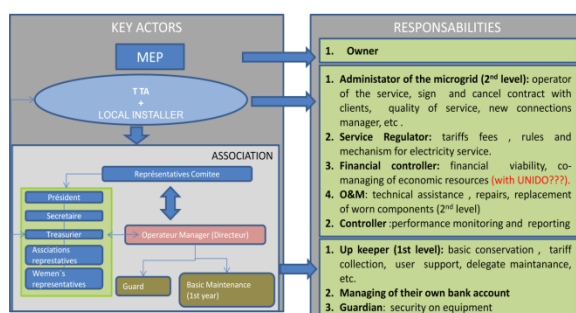 KEY ACTORS
MEP
T TA
+
LOCAL INSTALLER
ASSOCIATION
Représentatives Comitee
Président
Secretaire
Treasurier
Assciations
represtatives
Wemen´s
representatives
Operateur Manager (Directeur)
Guard
Basic Maintenance
(1st year)
RESPONSABILITIES
1. Owner
1. Administator of the microgrid (2nd level): operator
of the service, sign and cancel contract with
clients, quality of service, new connections
manager, etc .
2. Service Regulator: tariffs fees , rules and
mechanism for electricity service.
3. Financial controller: financial viability, co-
managing of economic resources (with UNIDO???).
4. O&M: technical assistance , repairs, replacement
of worn components (2nd level)
2. Controller :performance monitoring and reporting
1. Up keeper (1st level): basic conservation , tariff
collection, user support, delegate maintanance,
etc.
2. Managing of their own bank account
3. Guardian: security on equipment